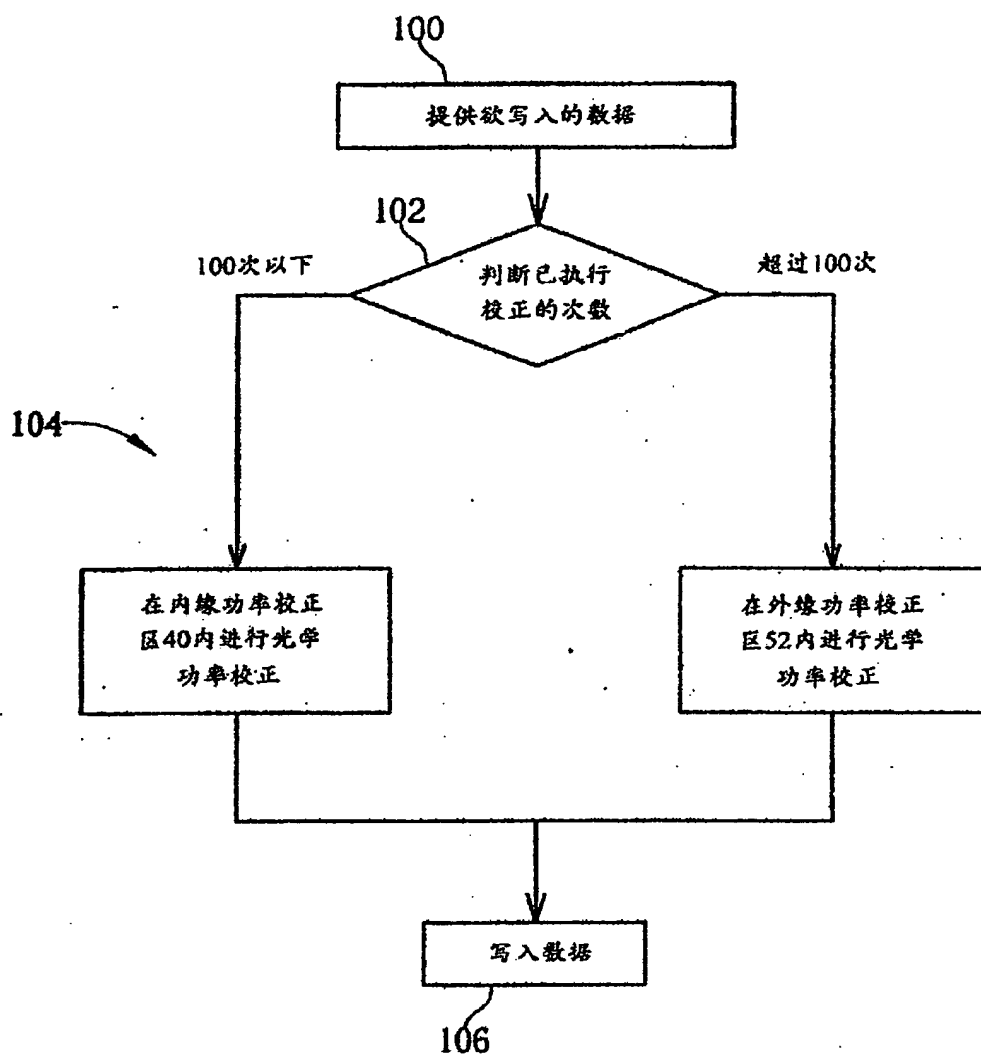 100
提供欲写入的数据
102
100次以下
超过100次
判断已执行
校正的次数
104
在内缘功率校正
区40内进行光学
功率校正
在外缘功率校正
区52内进行光学
功率校正
写入数据
106